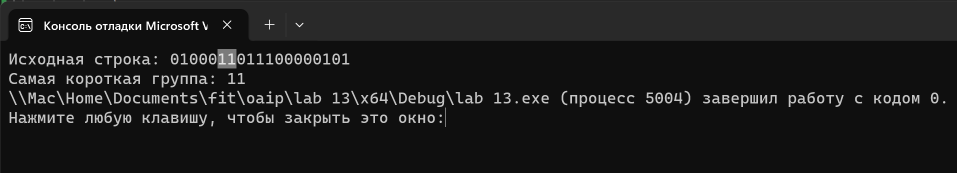 Консоль отладки Microsoft V
Исходная строка: 0100011011100000101
Самая короткая группа: 11
\\Mac\Home\Documents\fit\oaip\lab 13\x64\Debug\lab 13.exe (процесс 5004) завершил работу с кодом 0.
Нажмите любую клавишу, чтобы закрыть это окно: